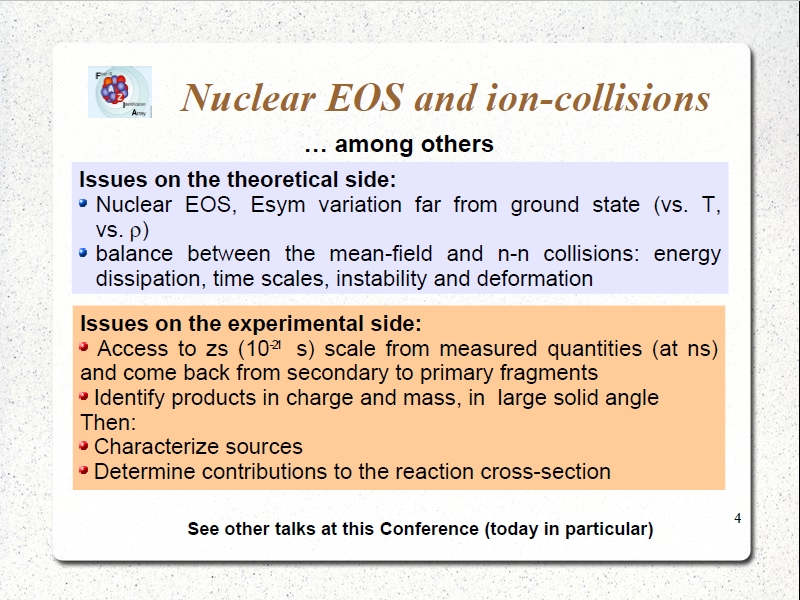 Nuclear EOS and ion-collisions
… among others
Issues on the theoretical side:
Nuclear EOS, Esym variation far from ground state (vs. T,
vs. ρ)
balance between the mean-field and n-n collisions: energy
dissipation, time scales, instability and deformation
Issues on the experimental side:
Access to zs (10-21 s) scale from measured quantities (at ns)
and come back from secondary to primary fragments
Identify products in charge and mass, in large solid angle
Then:
Characterize sources
Determine contributions to the reaction cross-section
4
See other talks at this Conference (today in particular)